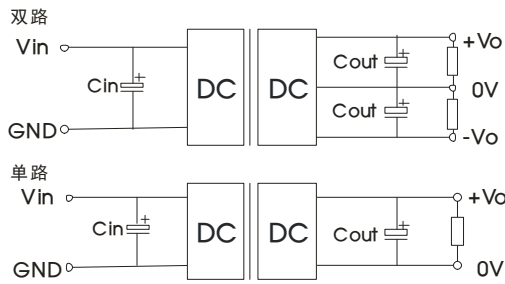 双路
Vin
+Vo
Cout
Cin
DC
DC
0V
Cout
GND
-Vo
单路
Vin
+Vo
Cin
DC
DC
Cout
GND
0V